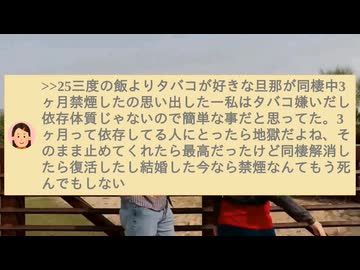 >>25三度の飯よりタバコが好きな旦那が同棲中3
ヶ月禁煙したの思い出した一私はタバコ嫌いだし
依存体質じゃないので簡単な事だと思ってた。3
ヶ月って依存してる人にとったら地獄だよね、そ
のまま止めてくれたら最高だったけど同棲解消し
たら復活したし結婚した今なら禁煙なんてもう死
んでもしない